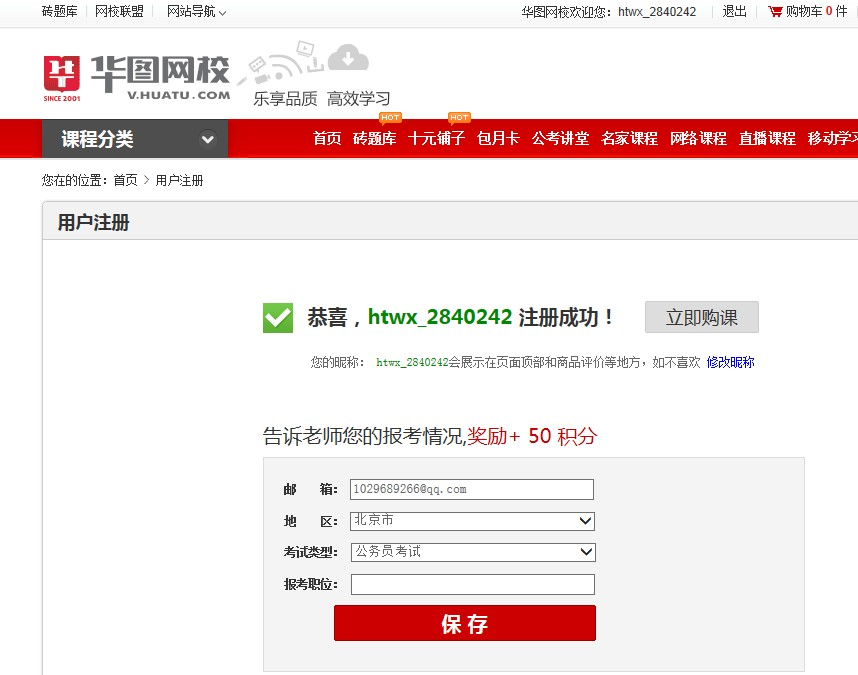 砖题库 网校联盟 网站导航 华图网校欢迎您：htwx_2840242 退出 购物车 0 件
华图网校
SINCE 2001 V.HUATU.COM 乐享品质 高效学习
HOT HOT
课程分类 首页 砖题库 十元铺子 包月卡 公考讲堂 名家课程 网络课程 直播课程 移动学习
您在的位置：首页 > 用户注册
用户注册
恭喜，htwx_2840242 注册成功！ 立即购课
您的昵称： htwx_2840242会展示在页面顶部和商品评价等地方，如不喜欢 修改昵称
告诉老师您的报考情况,奖励+ 50 积分
邮 箱： 1029689266@qq.com
地 区： 北京市
考试类型： 公务员考试
报考职位：
保 存